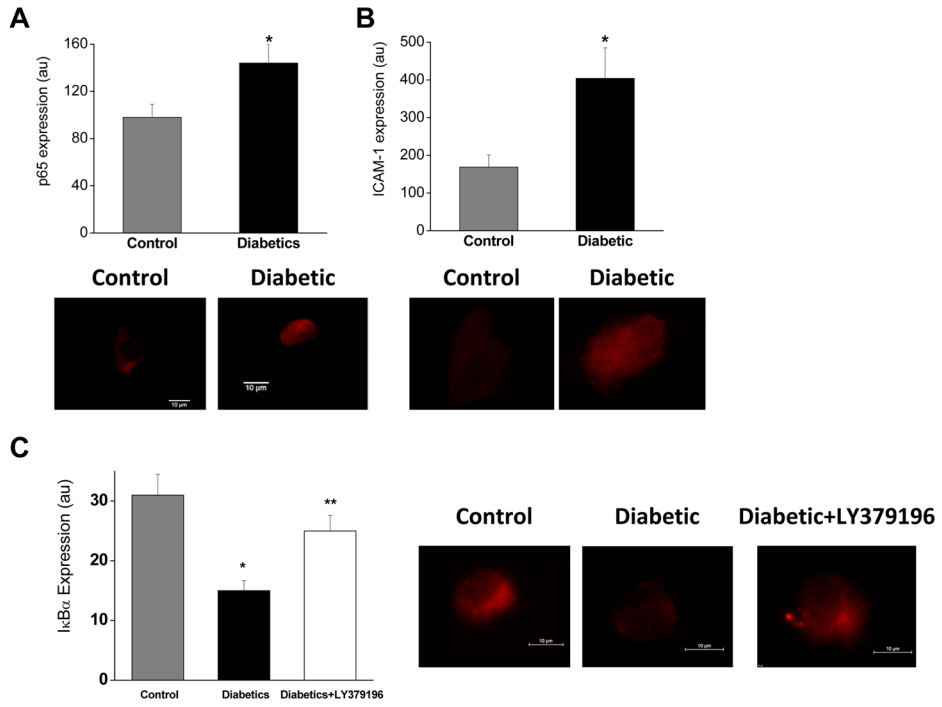 A
p65 expression (au)
160
120
80
40
0
*
Control
Diabetics
Control
Diabetic
10 µm
10 µm
B
ICAM-1 expression (au)
500
400
300
200
100
0
*
Control
Diabetic
Control
Diabetic
C
IκBα Expression (au)
30
20
10
0
*
**
Control
Diabetics
Diabetics+LY379196
Control
Diabetic
Diabetic+LY379196
10 µm
10 µm
10 µm